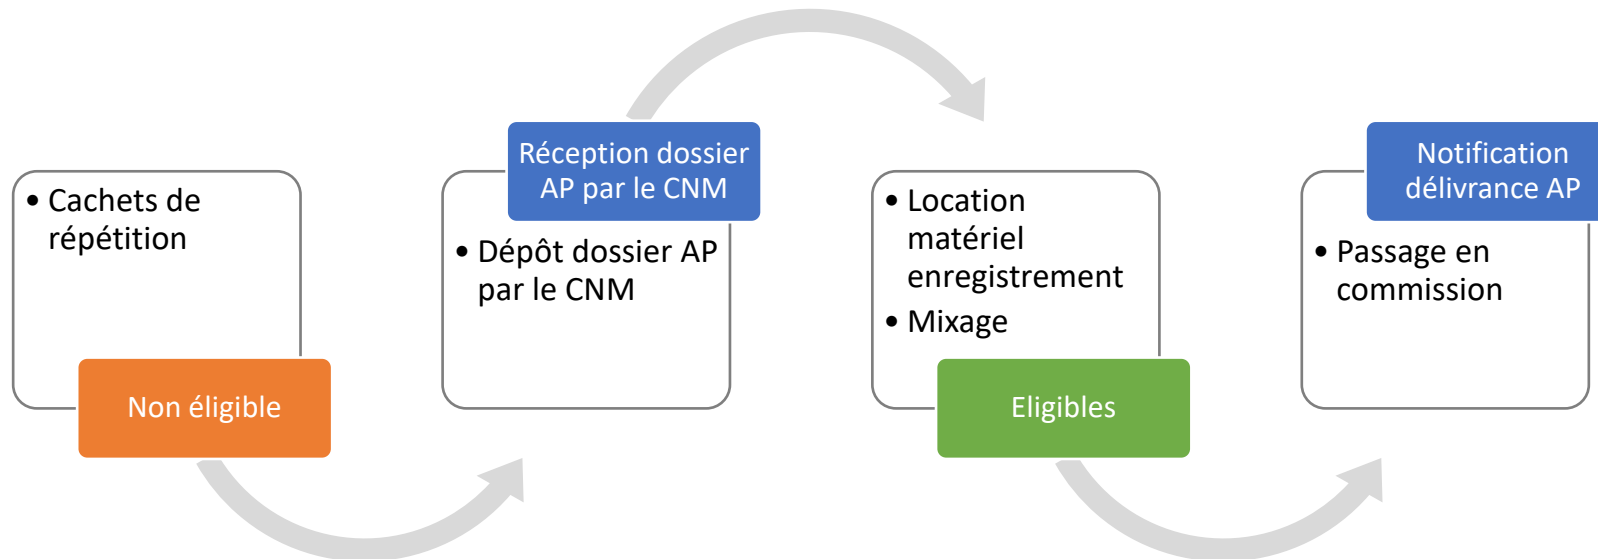 • Cachets de
répétition
Non éligible
Réception dossier
AP par le CNM
• Dépôt dossier AP
par le CNM
• Location
matériel
enregistrement
• Mixage
Eligibles
Notification
délivrance AP
• Passage en
commission